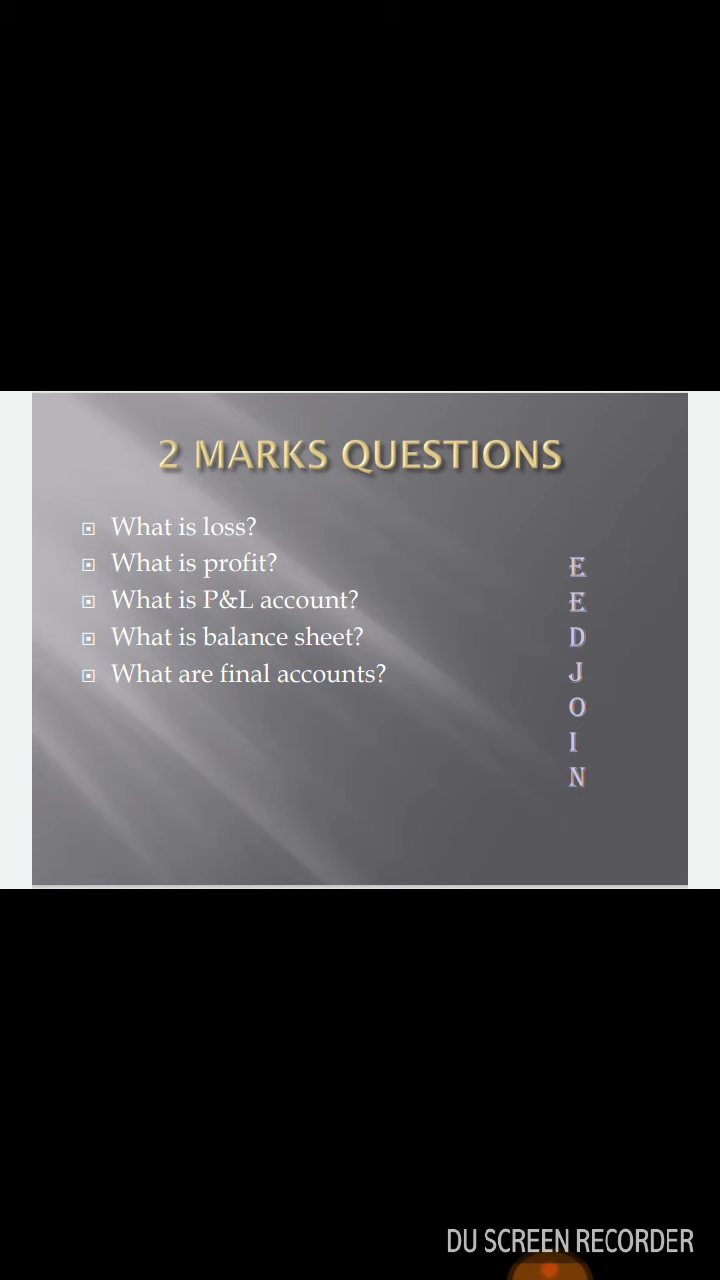 2 MARKS QUESTIONS
What is loss?
What is profit?
What is P&L account?
What is balance sheet?
What are final accounts?
E
E
D
J
O
I
N
DU SCREEN RECORDER